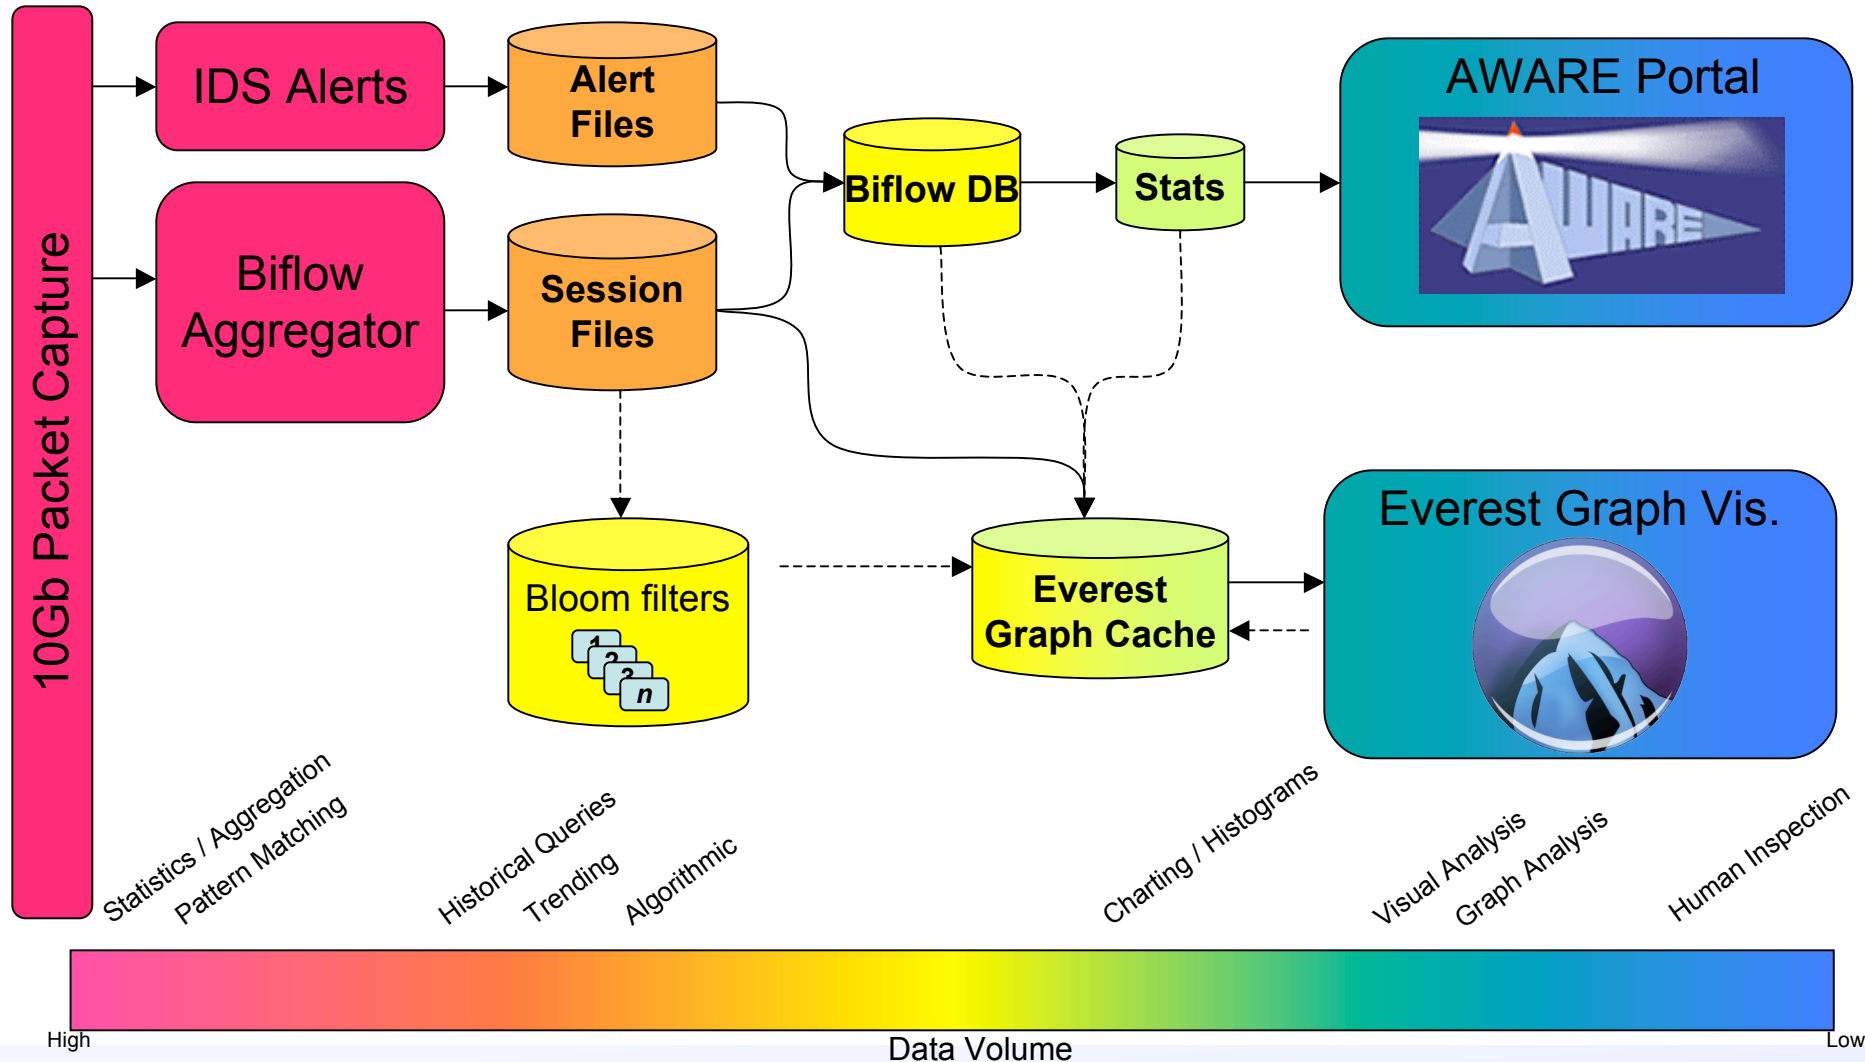 10Gb Packet Capture
IDS Alerts
Alert
Files
Biflow
Aggregator
Session
Files
Biflow DB
Stats
AWARE Portal
AWARE
Bloom filters
1
2
3
n
Everest
Graph Cache
Everest Graph Vis.
Statistics / Aggregation
Pattern Matching
Historical Queries
Trending
Algorithmic
Charting / Histograms
Visual Analysis
Graph Analysis
Human Inspection
High
Data Volume
Low